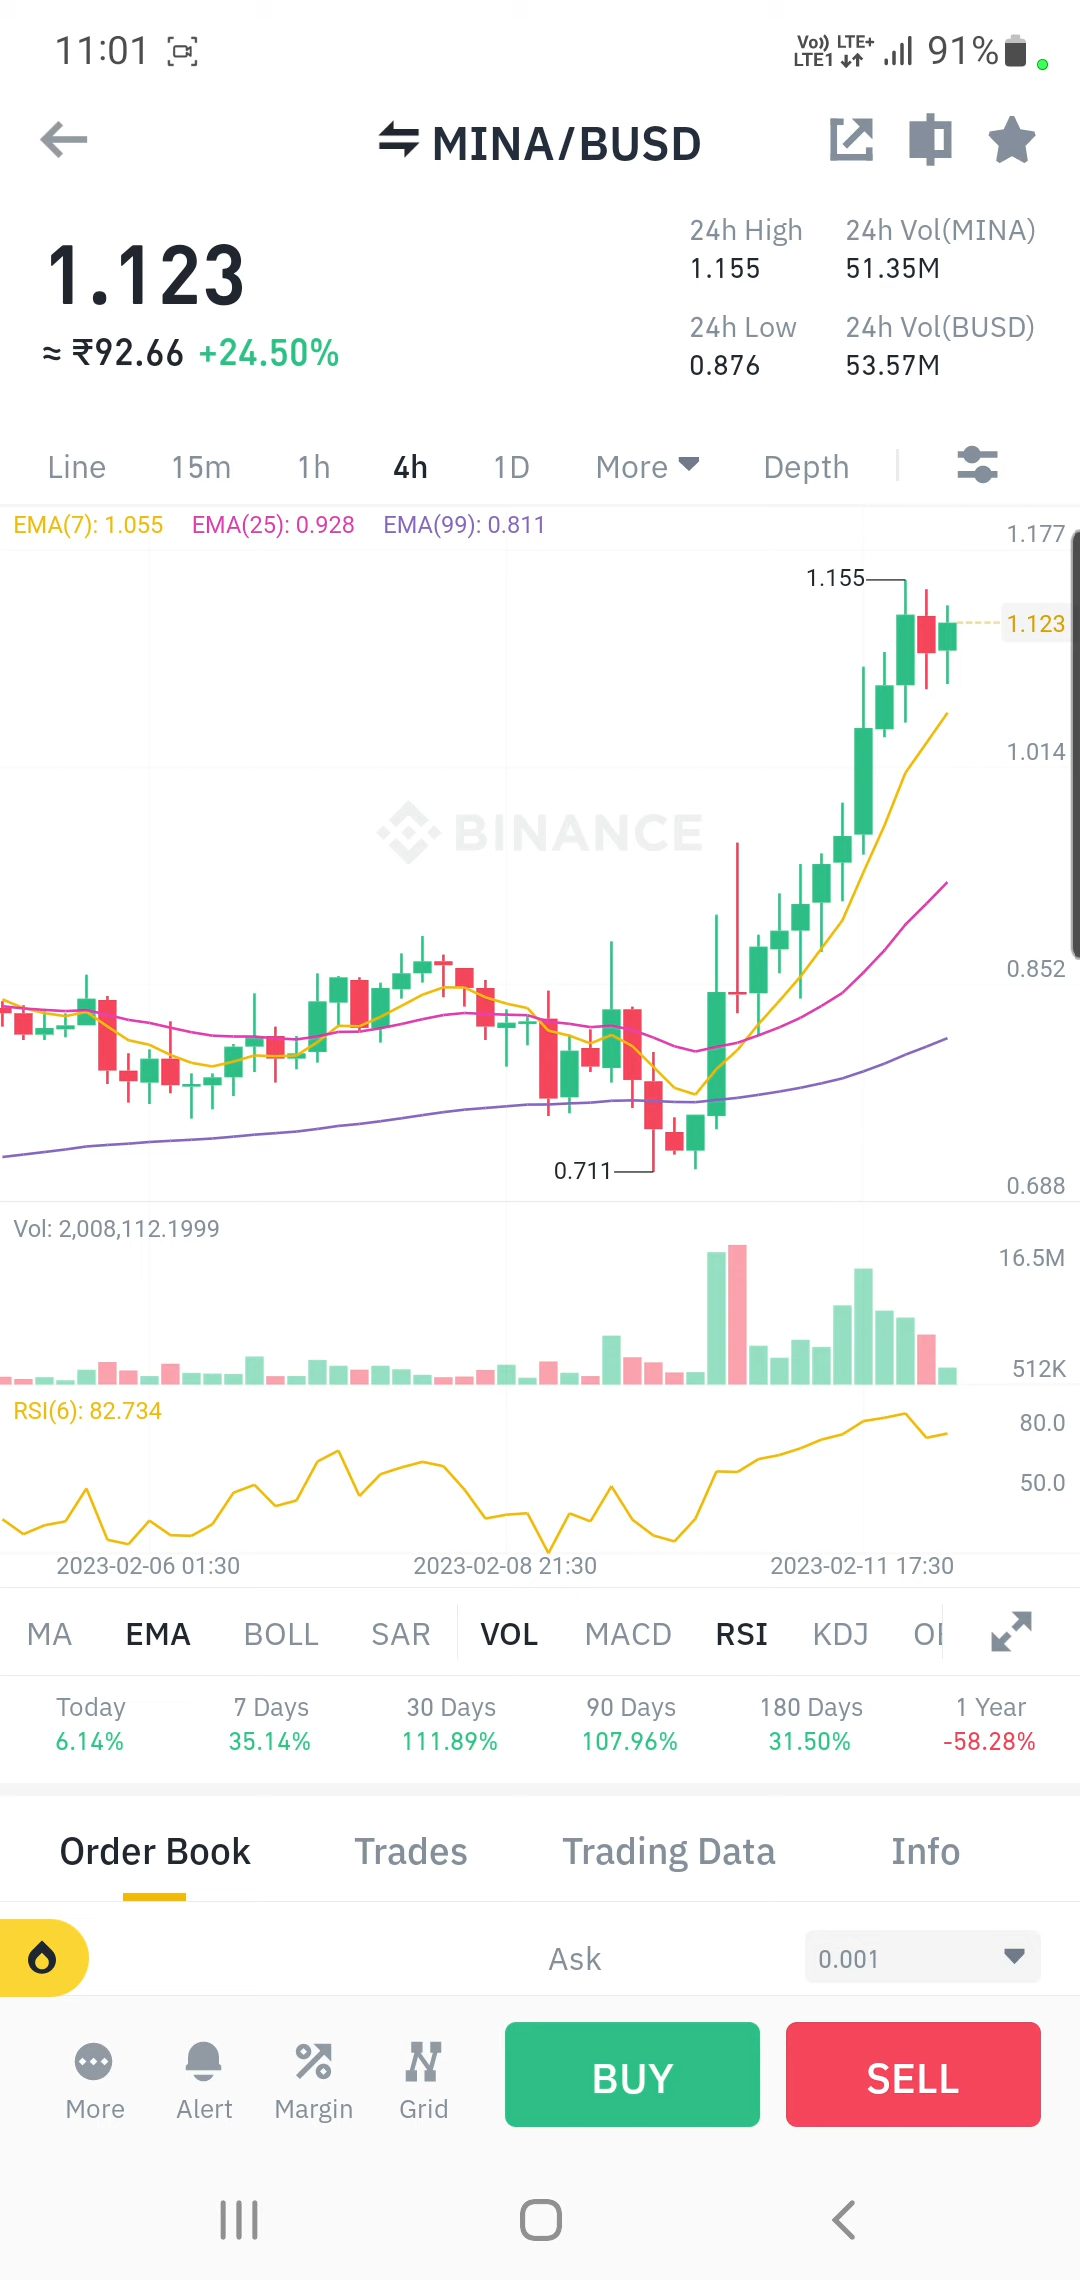 11:01
Vo)) LTE+
LTE1
91%
MINA/BUSD
1.123
≈ ₹92.66 +24.50%
24h High
1.155
24h Vol(MINA)
51.35M
24h Low
0.876
24h Vol(BUSD)
53.57M
Line 15m 1h 4h 1D More Depth
EMA(7): 1.055 EMA(25): 0.928 EMA(99): 0.811
1.177
1.155
1.123
1.014
BINANCE
0.852
0.711
0.688
Vol: 2,008,112.1999
16.5M
512K
RSI(6): 82.734
80.0
50.0
2023-02-06 01:30 2023-02-08 21:30 2023-02-11 17:30
MA EMA BOLL SAR VOL MACD RSI KDJ
Today 7 Days 30 Days 90 Days 180 Days 1 Year
6.14% 35.14% 111.89% 107.96% 31.50% -58.28%
Order Book Trades Trading Data Info
Ask
0.001
More Alert Margin Grid
BUY SELL